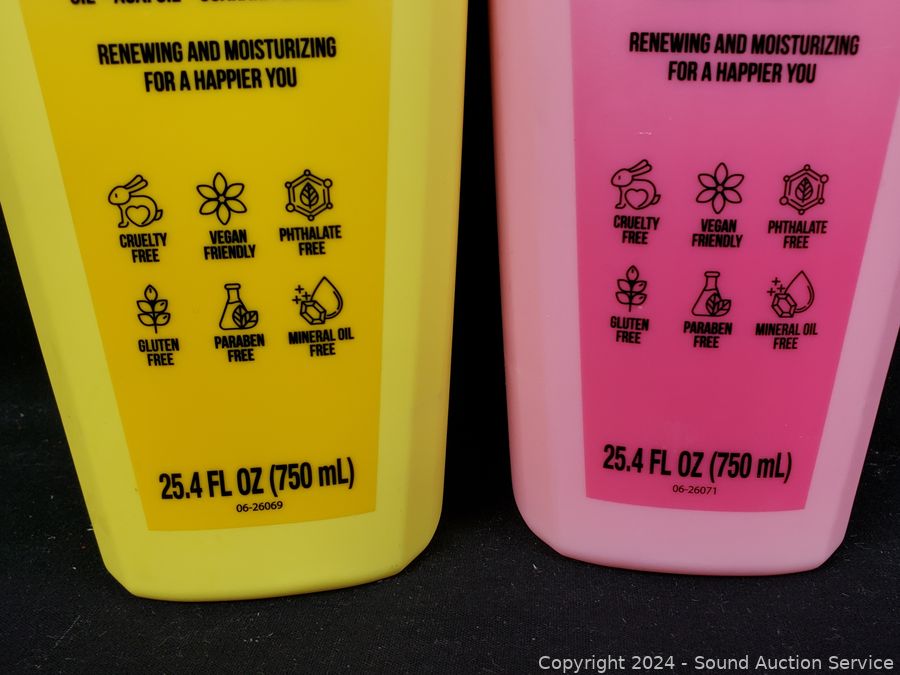 RENEWING AND MOISTURIZING
FOR A HAPPIER YOU
CRUELTY
FREE
VEGAN
FRIENDLY
PHTHALATE
FREE
GLUTEN
FREE
PARABEN
FREE
MINERAL OIL
FREE
25.4 FL OZ (750 mL)
06-26069
RENEWING AND MOISTURIZING
FOR A HAPPIER YOU
CRUELTY
FREE
VEGAN
FRIENDLY
PHTHALATE
FREE
GLUTEN
FREE
PARABEN
FREE
MINERAL OIL
FREE
25.4 FL OZ (750 mL)
06-26071
Copyright 2024 - Sound Auction Service